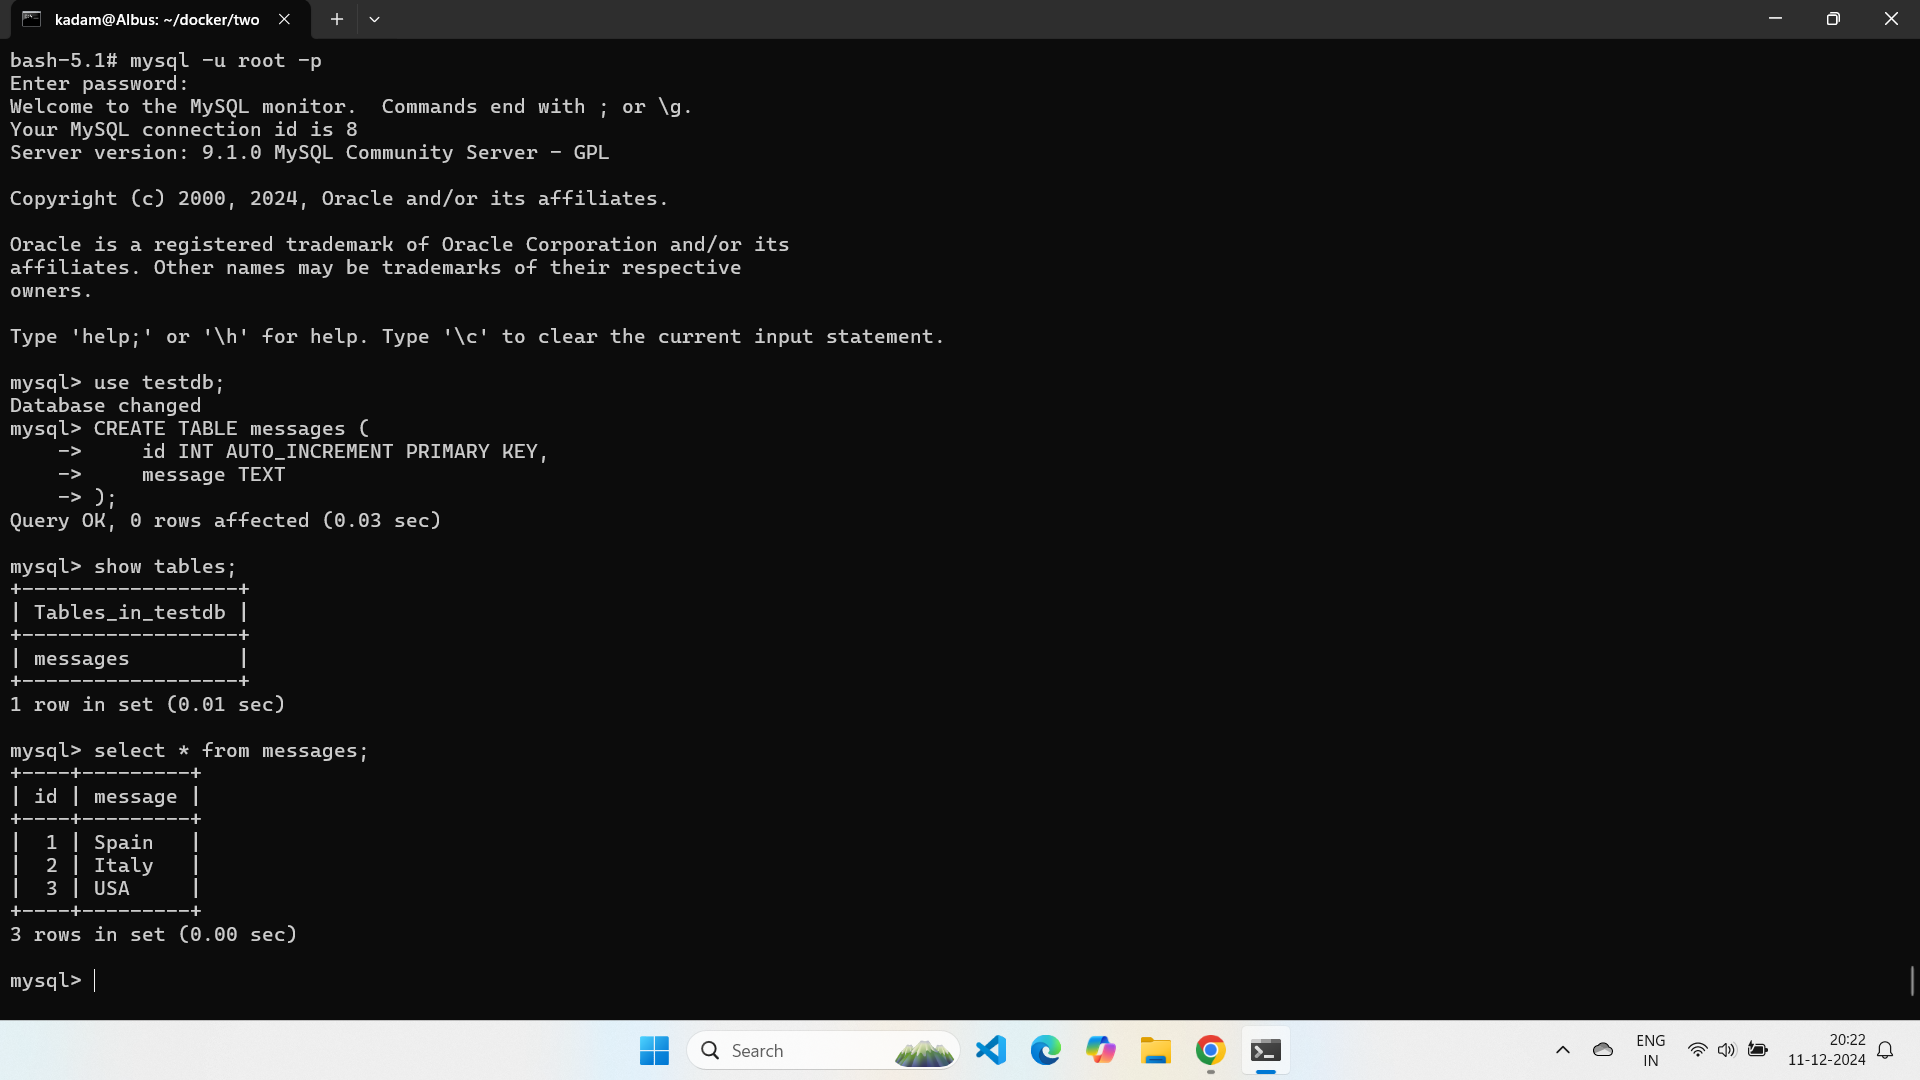 kadam@Albus: ~/docker/two
bash-5.1# mysql -u root -p
Enter password:
Welcome to the MySQL monitor.  Commands end with ; or \g.
Your MySQL connection id is 8
Server version: 9.1.0 MySQL Community Server - GPL

Copyright (c) 2000, 2024, Oracle and/or its affiliates.

Oracle is a registered trademark of Oracle Corporation and/or its
affiliates. Other names may be trademarks of their respective
owners.

Type 'help;' or '\h' for help. Type '\c' to clear the current input statement.

mysql> use testdb;
Database changed
mysql> CREATE TABLE messages (
    ->     id INT AUTO_INCREMENT PRIMARY KEY,
    ->     message TEXT
    -> );
Query OK, 0 rows affected (0.03 sec)

mysql> show tables;
+------------------+
| Tables_in_testdb |
+------------------+
| messages         |
+------------------+
1 row in set (0.01 sec)

mysql> select * from messages;
+----+---------+
| id | message |
+----+---------+
|  1 | Spain   |
|  2 | Italy   |
|  3 | USA     |
+----+---------+
3 rows in set (0.00 sec)

mysql>
Search
ENG
IN
20:22
11-12-2024